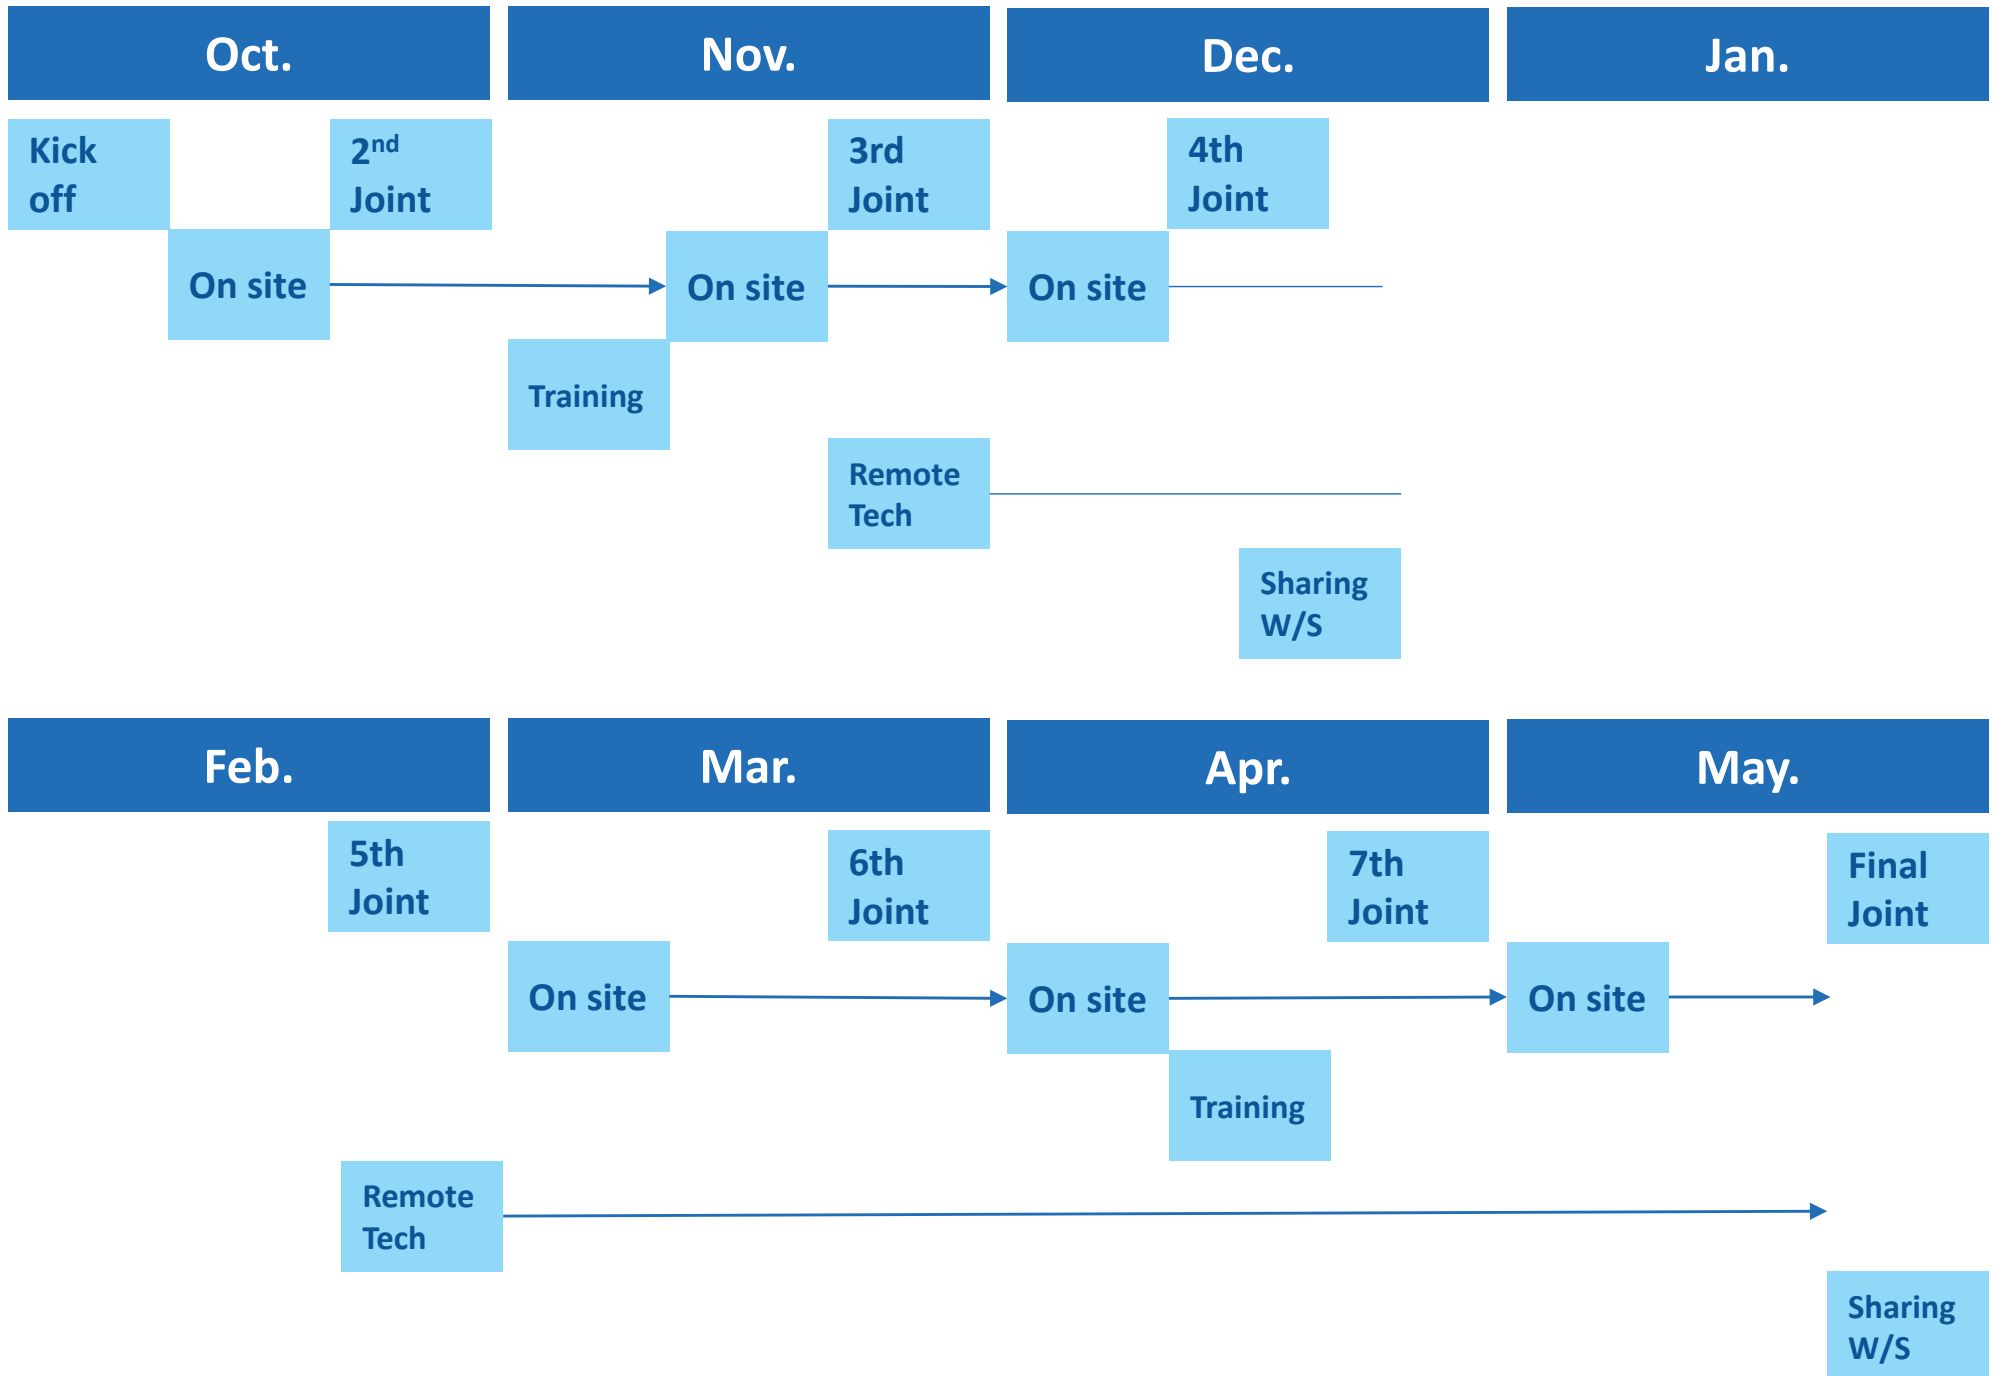 Oct.
Nov.
Dec.
Jan.
Kick
off
2nd
Joint
3rd
Joint
4th
Joint
On site
On site
On site
Training
Remote
Tech
Sharing
W/S
Feb.
Mar.
Apr.
May.
5th
Joint
6th
Joint
7th
Joint
Final
Joint
On site
On site
On site
Training
Remote
Tech
Sharing
W/S